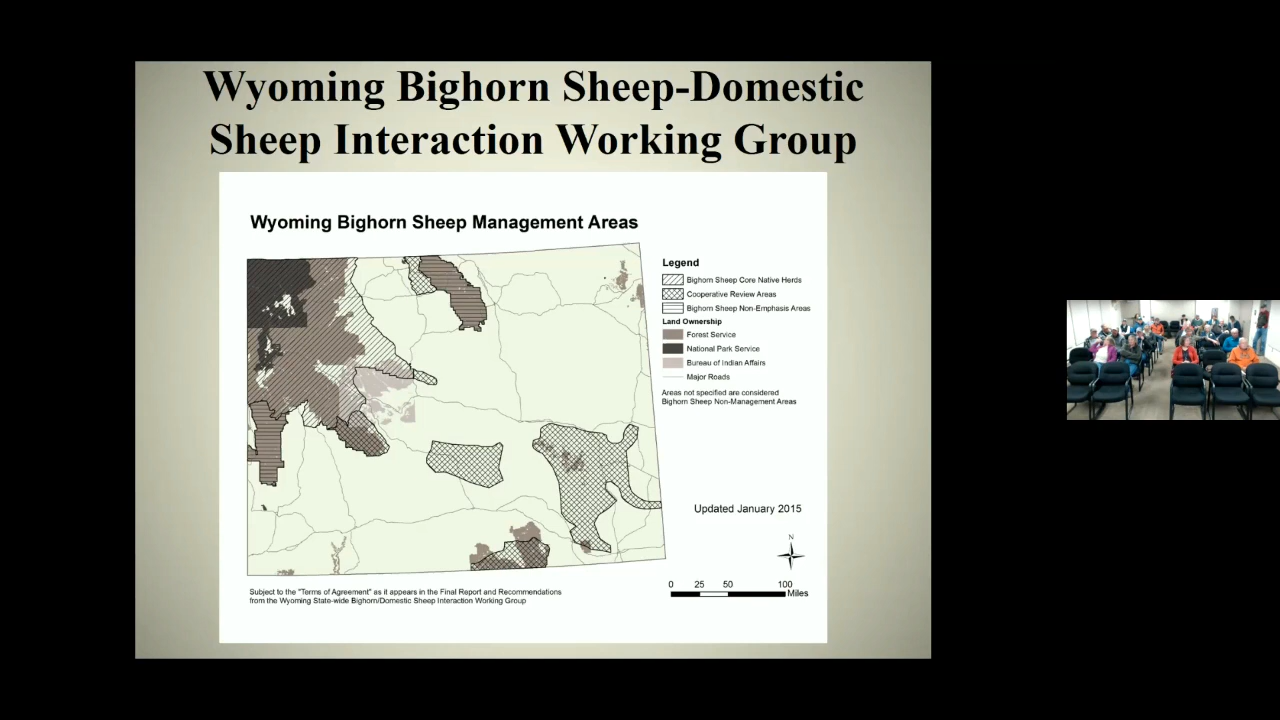 Wyoming Bighorn Sheep-Domestic
Sheep Interaction Working Group
Wyoming Bighorn Sheep Management Areas
Legend
Bighorn Sheep Core Native Herds
Cooperative Review Areas
Bighorn Sheep Non-Emphasis Areas
Land Ownership
Forest Service
National Park Service
Bureau of Indian Affairs
Major Roads
Areas not specified are considered
Bighorn Sheep Non-Management Areas
Updated January 2015
N
0 25 50 100
Miles
Subject to the "Terms of Agreement" as it appears in the Final Report and Recommendations
from the Wyoming State-wide Bighorn/Domestic Sheep Interaction Working Group